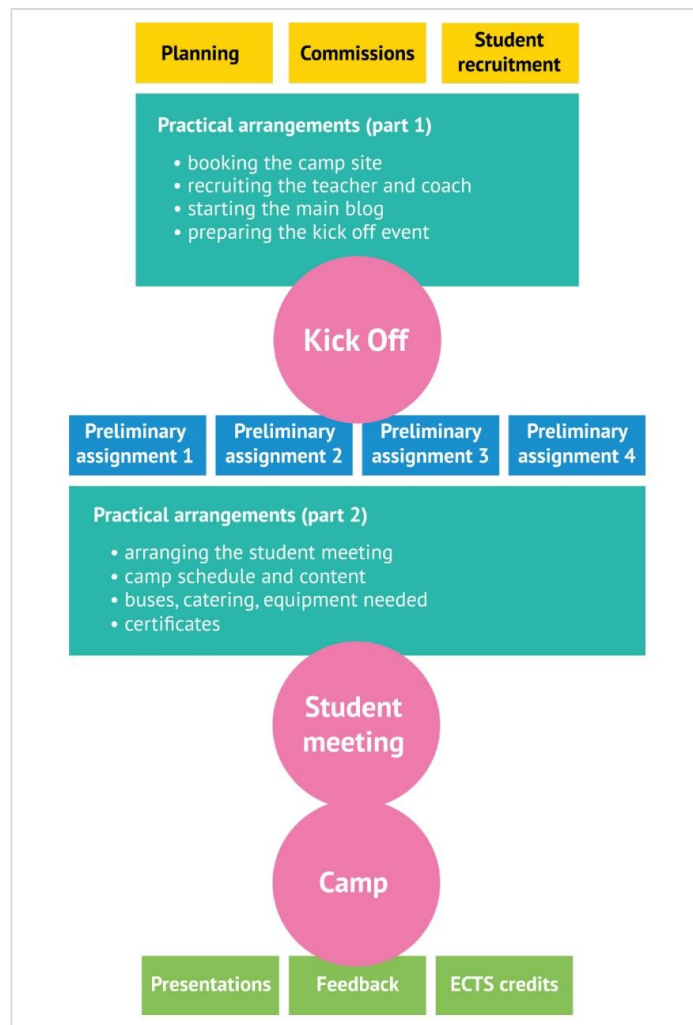 Planning
Commissions
Student
recruitment
Practical arrangements (part 1)
• booking the camp site
• recruiting the teacher and coach
• starting the main blog
• preparing the kick off event
Kick Off
Preliminary
assignment 1
Preliminary
assignment 2
Preliminary
assignment 3
Preliminary
assignment 4
Practical arrangements (part 2)
• arranging the student meeting
• camp schedule and content
• buses, catering, equipment needed
• certificates
Student
meeting
Camp
Presentations
Feedback
ECTS credits